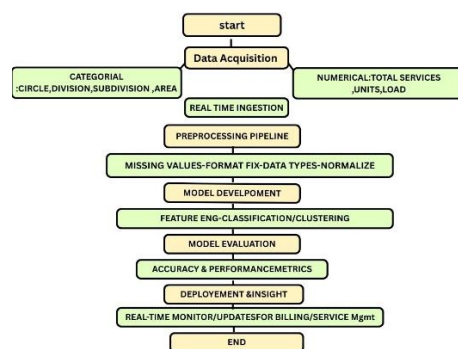 start
Data Acquisition
CATEGORIAL
:CIRCLE,DIVISION,SUBDIVISION ,AREA
NUMERICAL:TOTAL SERVICES
,UNITS,LOAD
REAL TIME INGESTION
PREPROCESSING PIPELINE
MISSING VALUES-FORMAT FIX-DATA TYPES-NORMALIZE
MODEL DEVELPOMENT
FEATURE ENG-CLASSIFICATION/CLUSTERING
MODEL EVALUATION
ACCURACY & PERFORMANCEMETRICS
DEPLOYEMENT &INSIGHT
REAL-TIME MONITOR/UPDATESFOR BILLING/SERVICE Mgmt
END